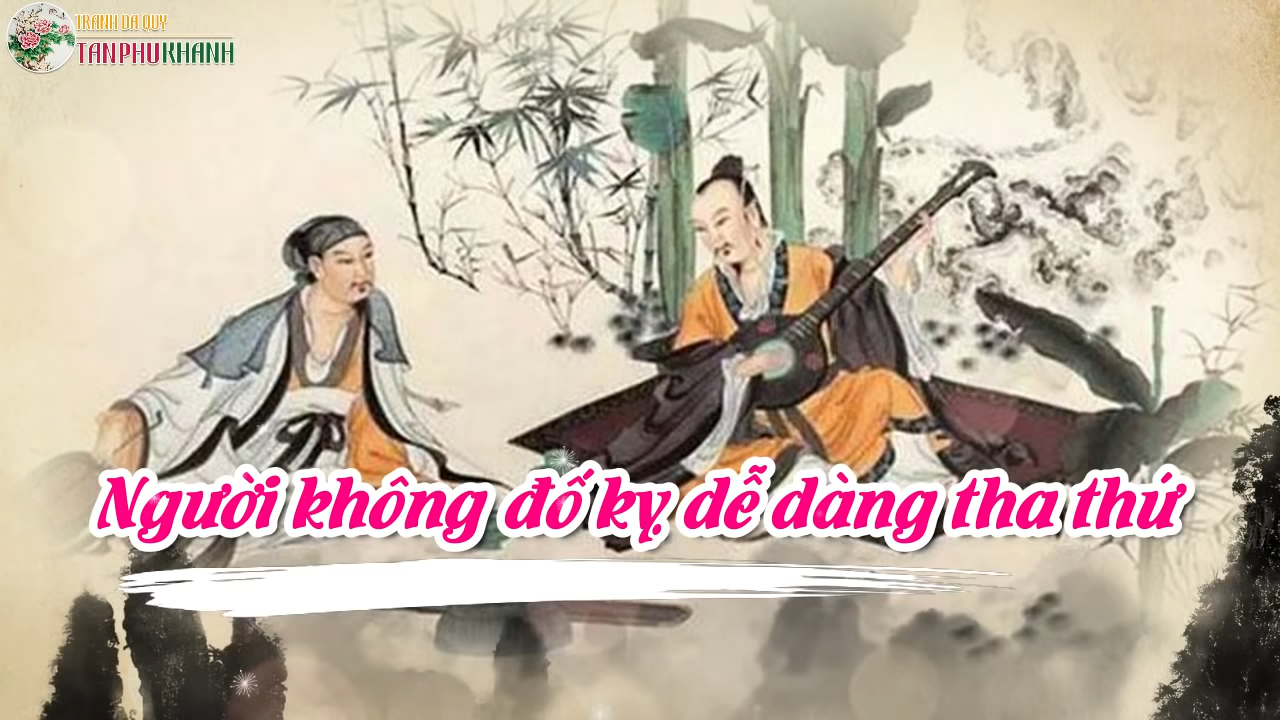 TRANH DA QUY
TANPHUKHANH
Người không đố kỵ dễ dàng tha thứ